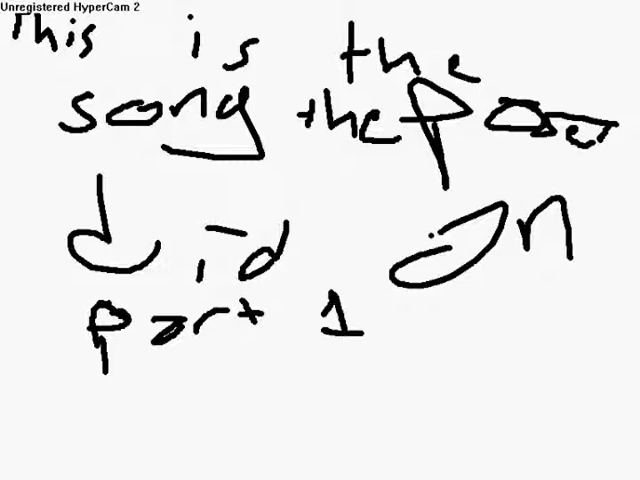 Unregistered HyperCam 2
This is the
song the
did on
part 1